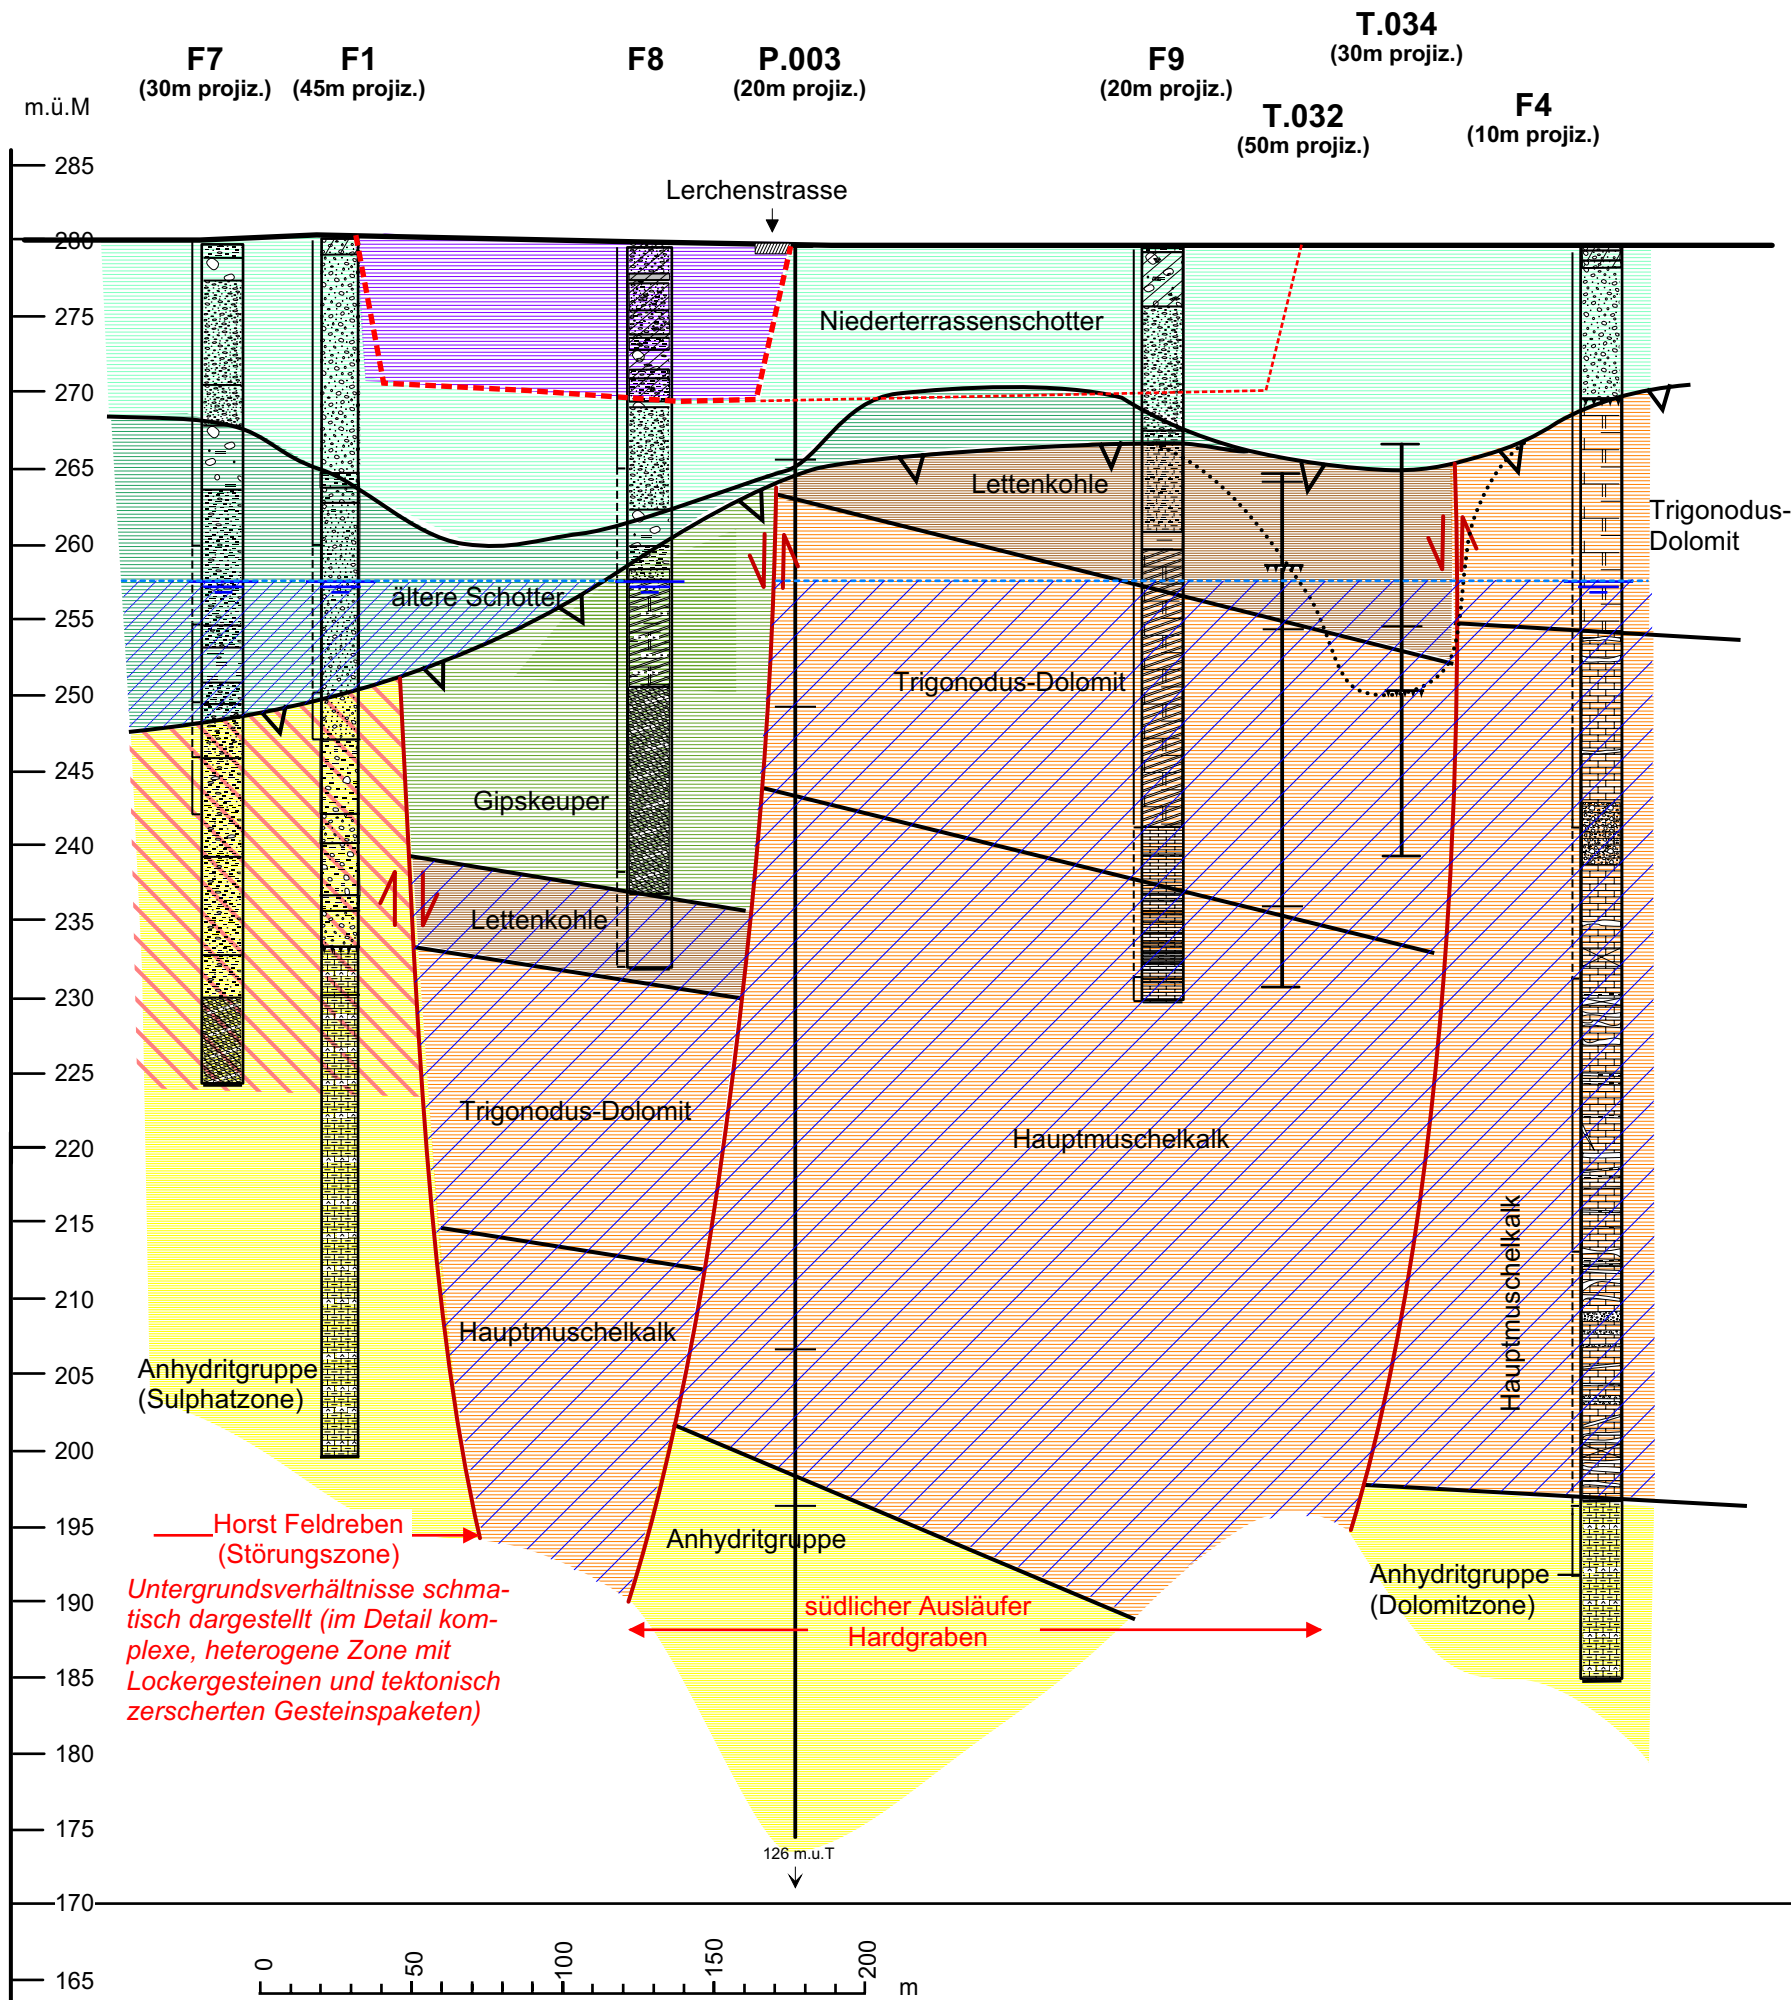 T.034
(30m projiz.)
F7
(30m projiz.)
F1
(45m projiz.)
F8
P.003
(20m projiz.)
F9
(20m projiz.)
T.032
(50m projiz.)
F4
(10m projiz.)
m.ü.M
285
280
275
270
265
260
255
250
245
240
235
230
225
220
215
210
205
200
195
190
185
180
175
170
165
Lerchenstrasse
Niederterrassenschotter
Lettenkohle
Trigonodus-
Dolomit
ältere Schotter
Trigonodus-Dolomit
Gipskeuper
Lettenkohle
Trigonodus-Dolomit
Hauptmuschelkalk
Hauptmuschelkalk
Hauptmuschelkalk
Anhydritgruppe
(Sulphatzone)
Horst Feldreben
(Störungszone)
Untergrundsverhältnisse schma-
tisch dargestellt (im Detail kom-
plexe, heterogene Zone mit
Lockergesteinen und tektonisch
zerscherten Gesteinspaketen)
Anhydritgruppe
südlicher Ausläufer
Hardgraben
Anhydritgruppe
(Dolomitzone)
126 m.u.T
0
50
100
150
200
m